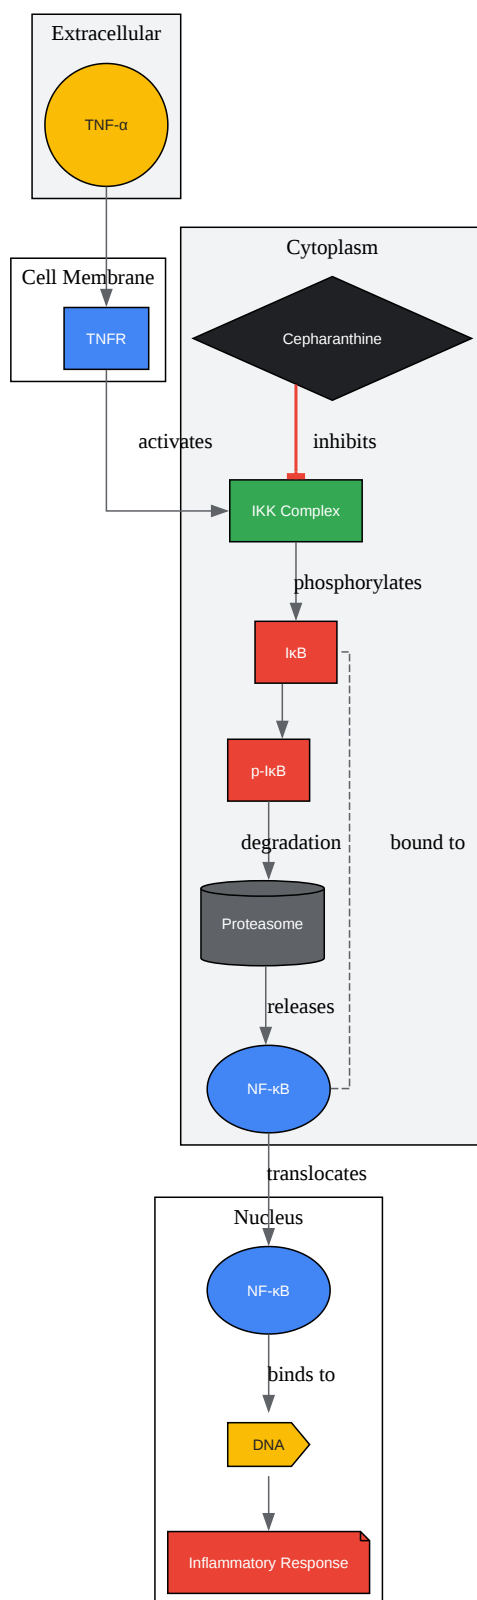 Extracellular
TNF-α
Cytoplasm
Cell Membrane
TNFR
Cepharanthine
activates
inhibits
IKK Complex
phosphorylates
IκB
p-IκB
degradation
bound to
Proteasome
releases
NF-κB
translocates
Nucleus
NF-κB
binds to
DNA
Inflammatory Response